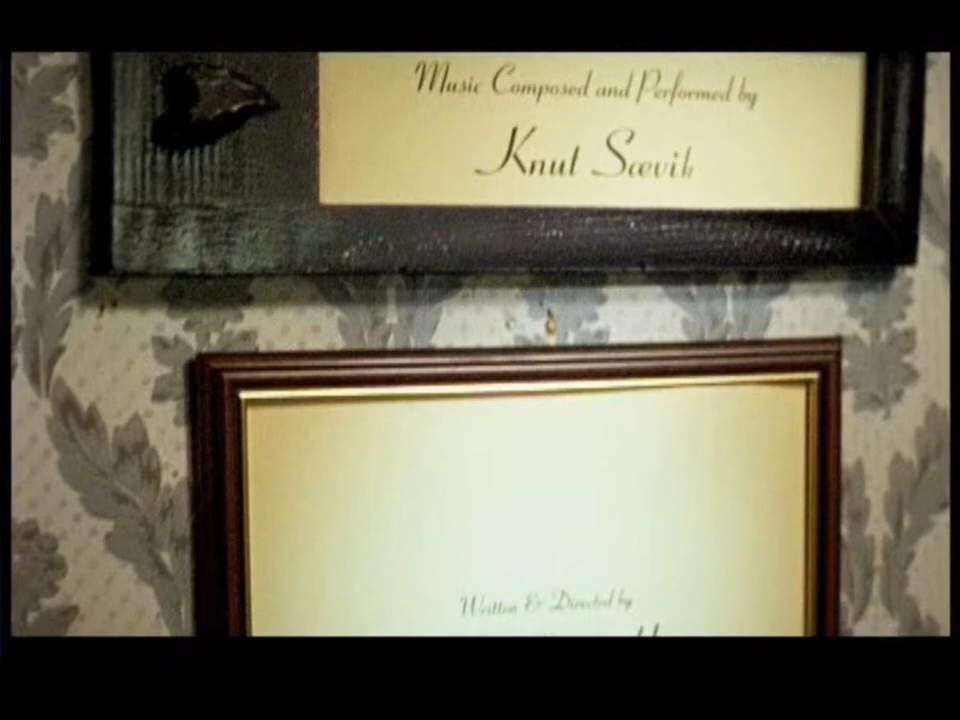 Music Composed and Performed by
Knut Sævik
Written & Directed by